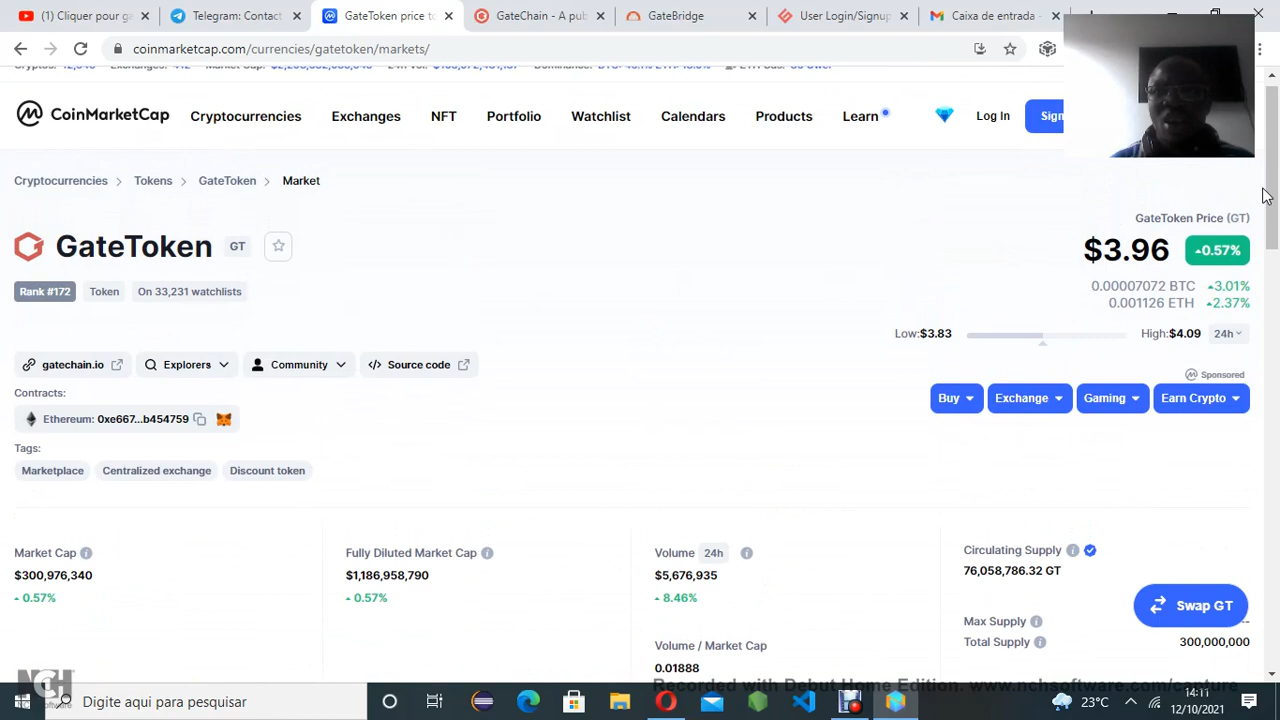 (1) Cliquer pour ga
Telegram: Contact
GateToken price to
GateChain - A pub
GateBridge
User Login/Signup
Caixa de entrada -
coinmarketcap.com/currencies/gatetoken/markets/
CoinMarketCap
Cryptocurrencies
Exchanges
NFT
Portfolio
Watchlist
Calendars
Products
Learn
Log In
Sign
Cryptocurrencies > Tokens > GateToken > Market
GateToken Price (GT)
GateToken GT
$3.96 0.57%
Rank #172 Token On 33,231 watchlists
0.00007072 BTC 3.01%
0.001126 ETH 2.37%
Low:$3.83 High:$4.09 24h
gatechain.io Explorers Community Source code
Sponsored
Contracts:
Buy Exchange Gaming Earn Crypto
Ethereum: 0xe667...b454759
Tags:
Marketplace Centralized exchange Discount token
Market Cap
$300,976,340
0.57%
Fully Diluted Market Cap
$1,186,958,790
0.57%
Volume 24h
$5,676,935
8.46%
Volume / Market Cap
0.01888
Circulating Supply
76,058,786.32 GT
Swap GT
Max Supply --
Total Supply 300,000,000
NCH
Recorded with Debut Home Edition. www.nchsoftware.com/capture
Digite aqui para pesquisar
23°C
14:11
12/10/2021